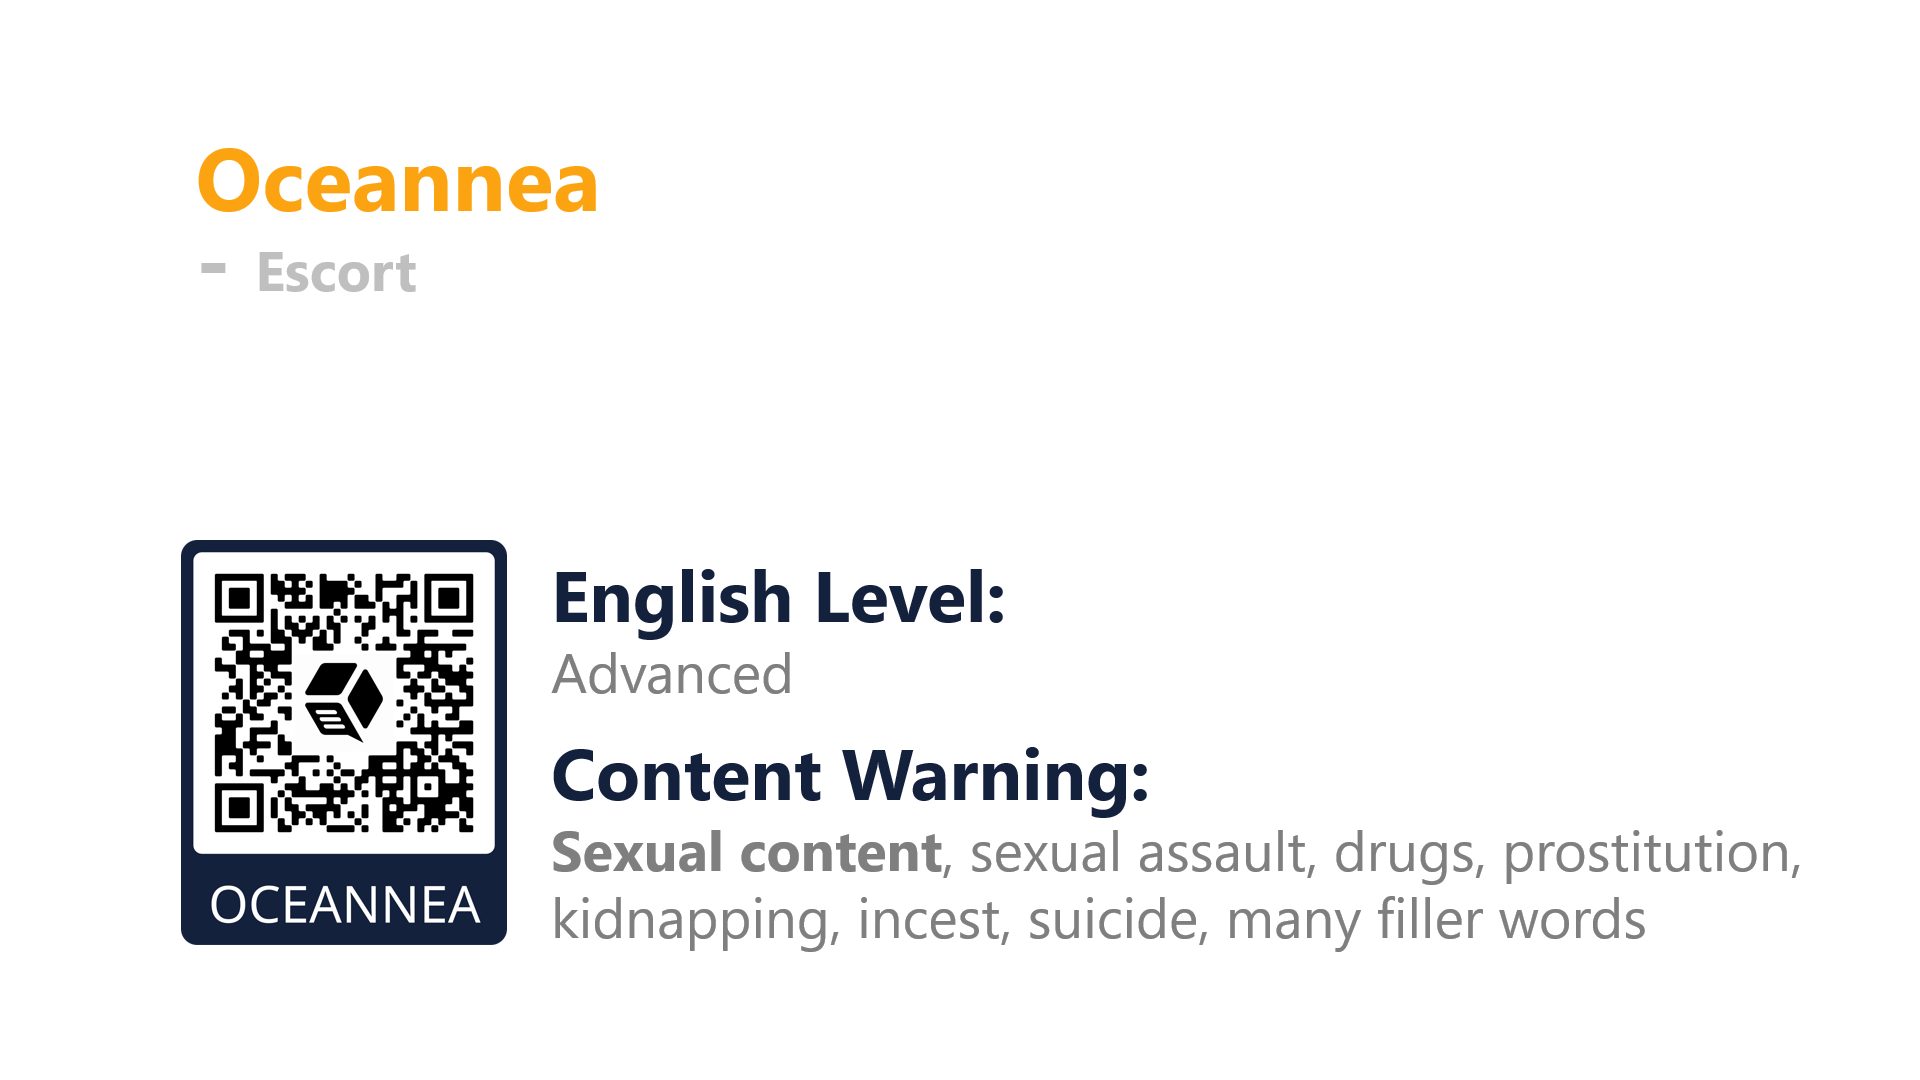 Oceannea
- Escort
English Level:
Advanced
Content Warning:
Sexual content, sexual assault, drugs, prostitution,
kidnapping, incest, suicide, many filler words
OCEANNEA